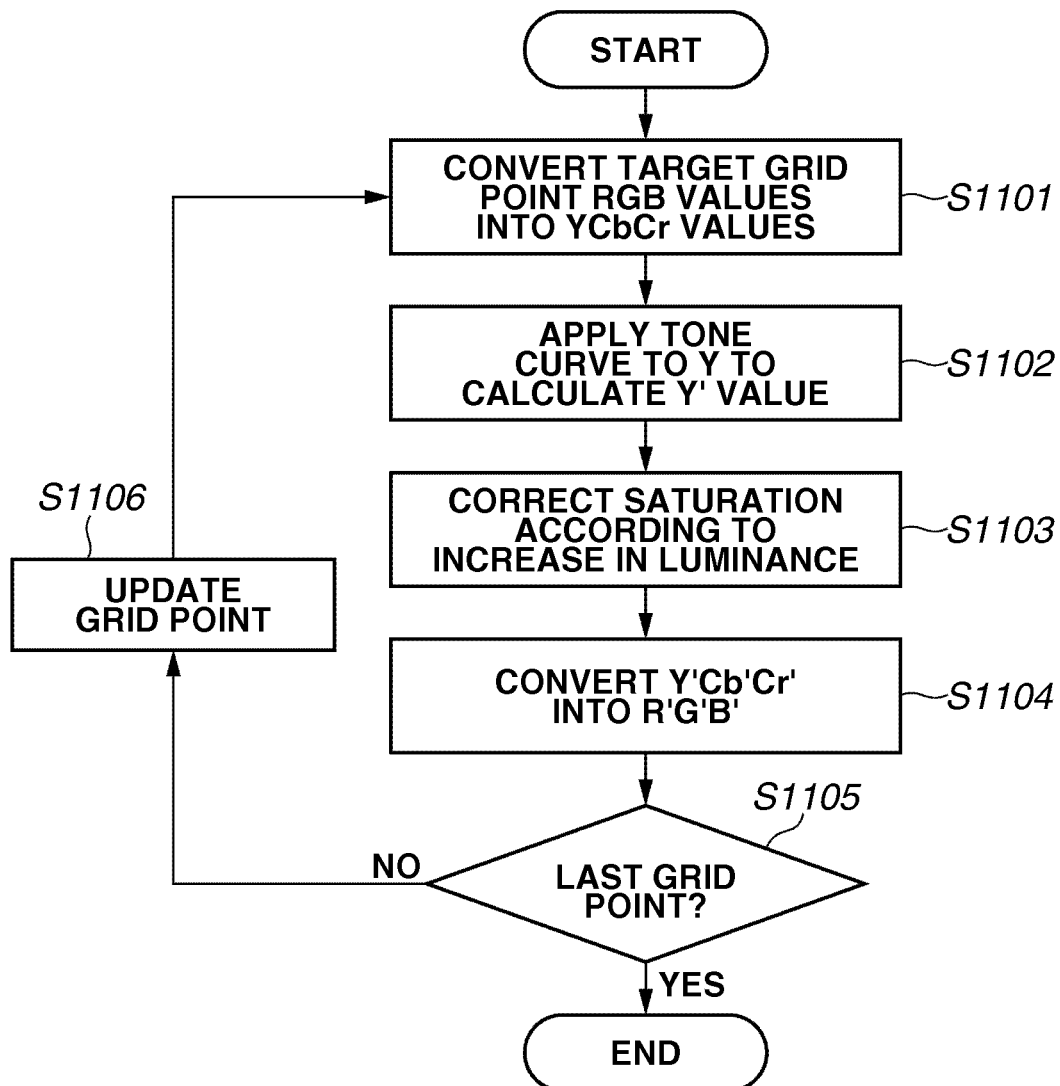 START
CONVERT TARGET GRID
POINT RGB VALUES
INTO YCbCr VALUES
S1101
APPLY TONE
CURVE TO Y TO
CALCULATE Y' VALUE
S1102
CORRECT SATURATION
ACCORDING TO
INCREASE IN LUMINANCE
S1103
S1106
UPDATE
GRID POINT
CONVERT Y'Cb'Cr'
INTO R'G'B'
S1104
S1105
NO
LAST GRID
POINT?
YES
END